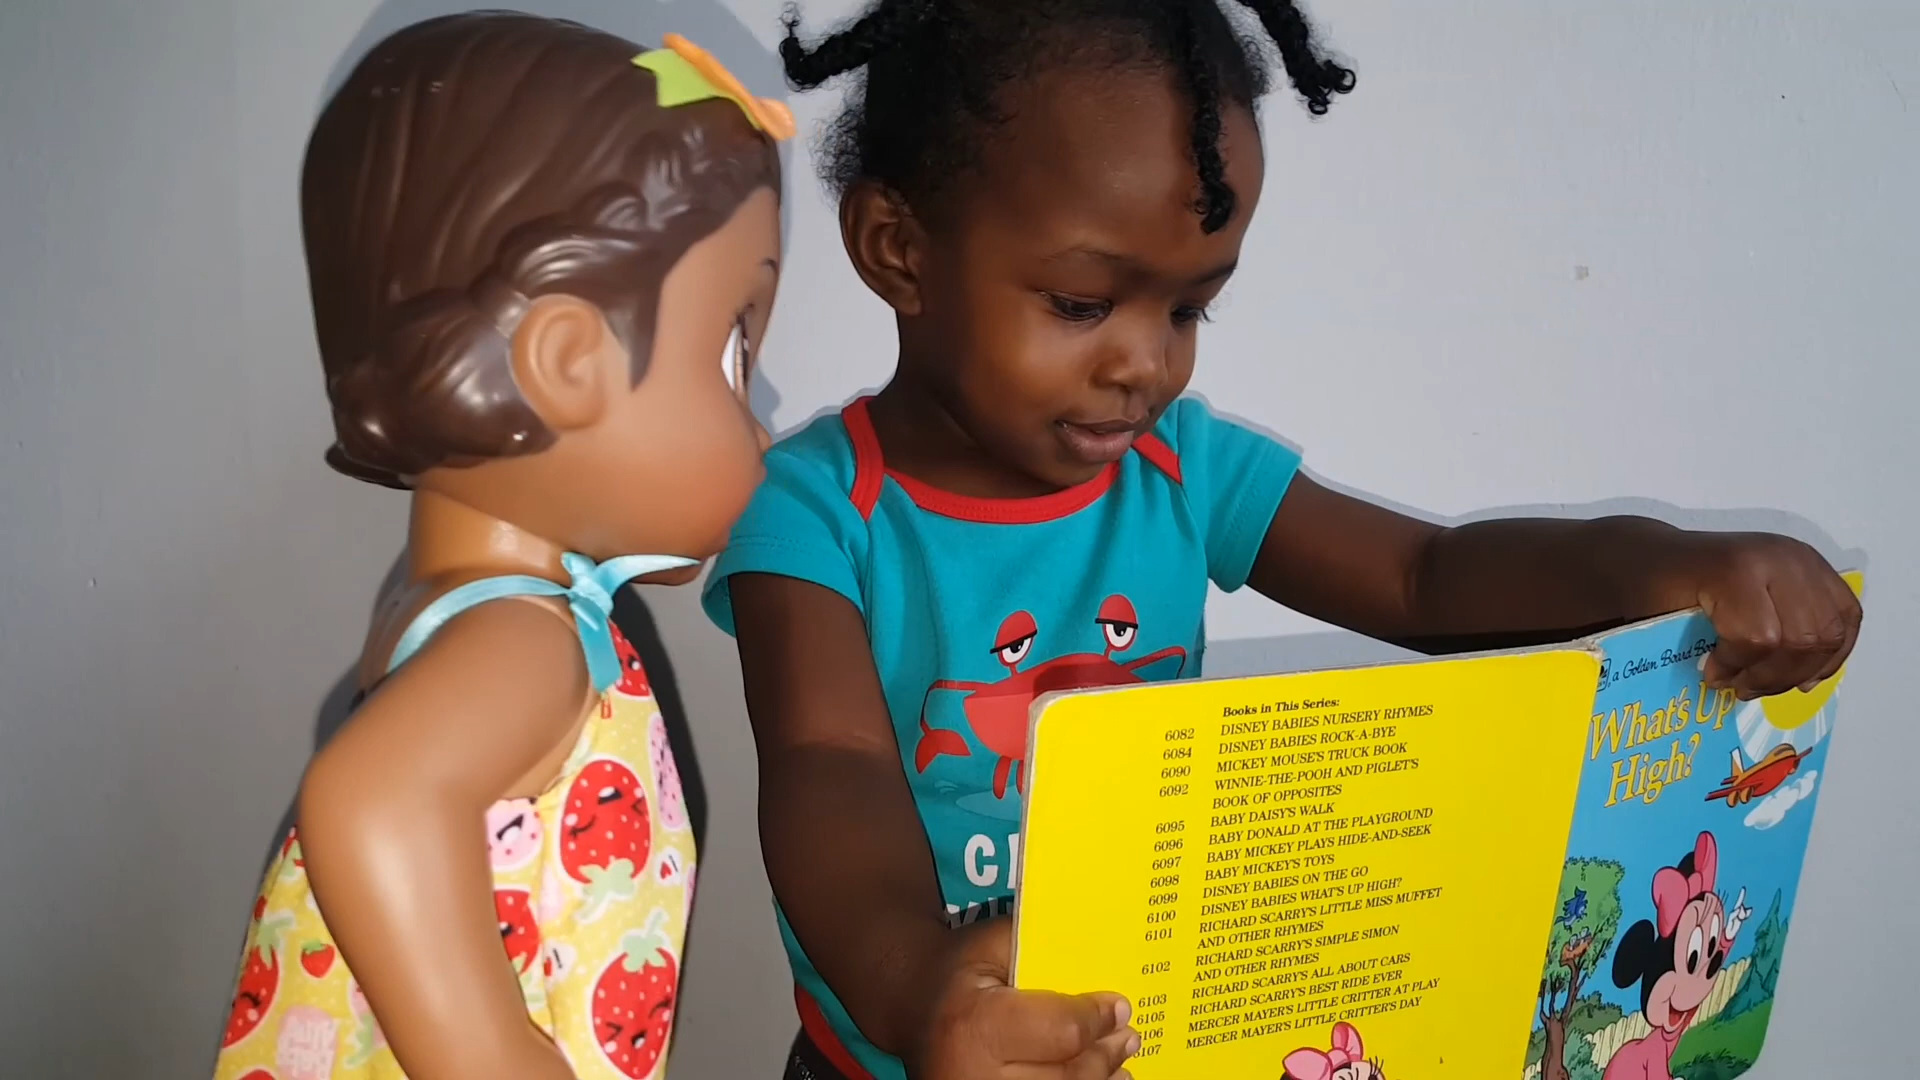 Books in This Series:
6082 DISNEY BABIES NURSERY RHYMES
6084 DISNEY BABIES ROCK-A-BYE
6090 MICKEY MOUSE'S TRUCK BOOK
6092 WINNIE-THE-POOH AND PIGLET'S
BOOK OF OPPOSITES
6095 BABY DAISY'S WALK
6096 BABY DONALD AT THE PLAYGROUND
6097 BABY MICKEY PLAYS HIDE-AND-SEEK
6098 BABY MICKEY'S TOYS
6099 DISNEY BABIES ON THE GO
6100 DISNEY BABIES WHAT'S UP HIGH?
6101 RICHARD SCARRY'S LITTLE MISS MUFFET
AND OTHER RHYMES
6102 RICHARD SCARRY'S SIMPLE SIMON
AND OTHER RHYMES
6103 RICHARD SCARRY'S ALL ABOUT CARS
6105 RICHARD SCARRY'S BEST RIDE EVER
6106 MERCER MAYER'S LITTLE CRITTER AT PLAY
6107 MERCER MAYER'S LITTLE CRITTER'S DAY
a Golden Board Book
What's Up
High?